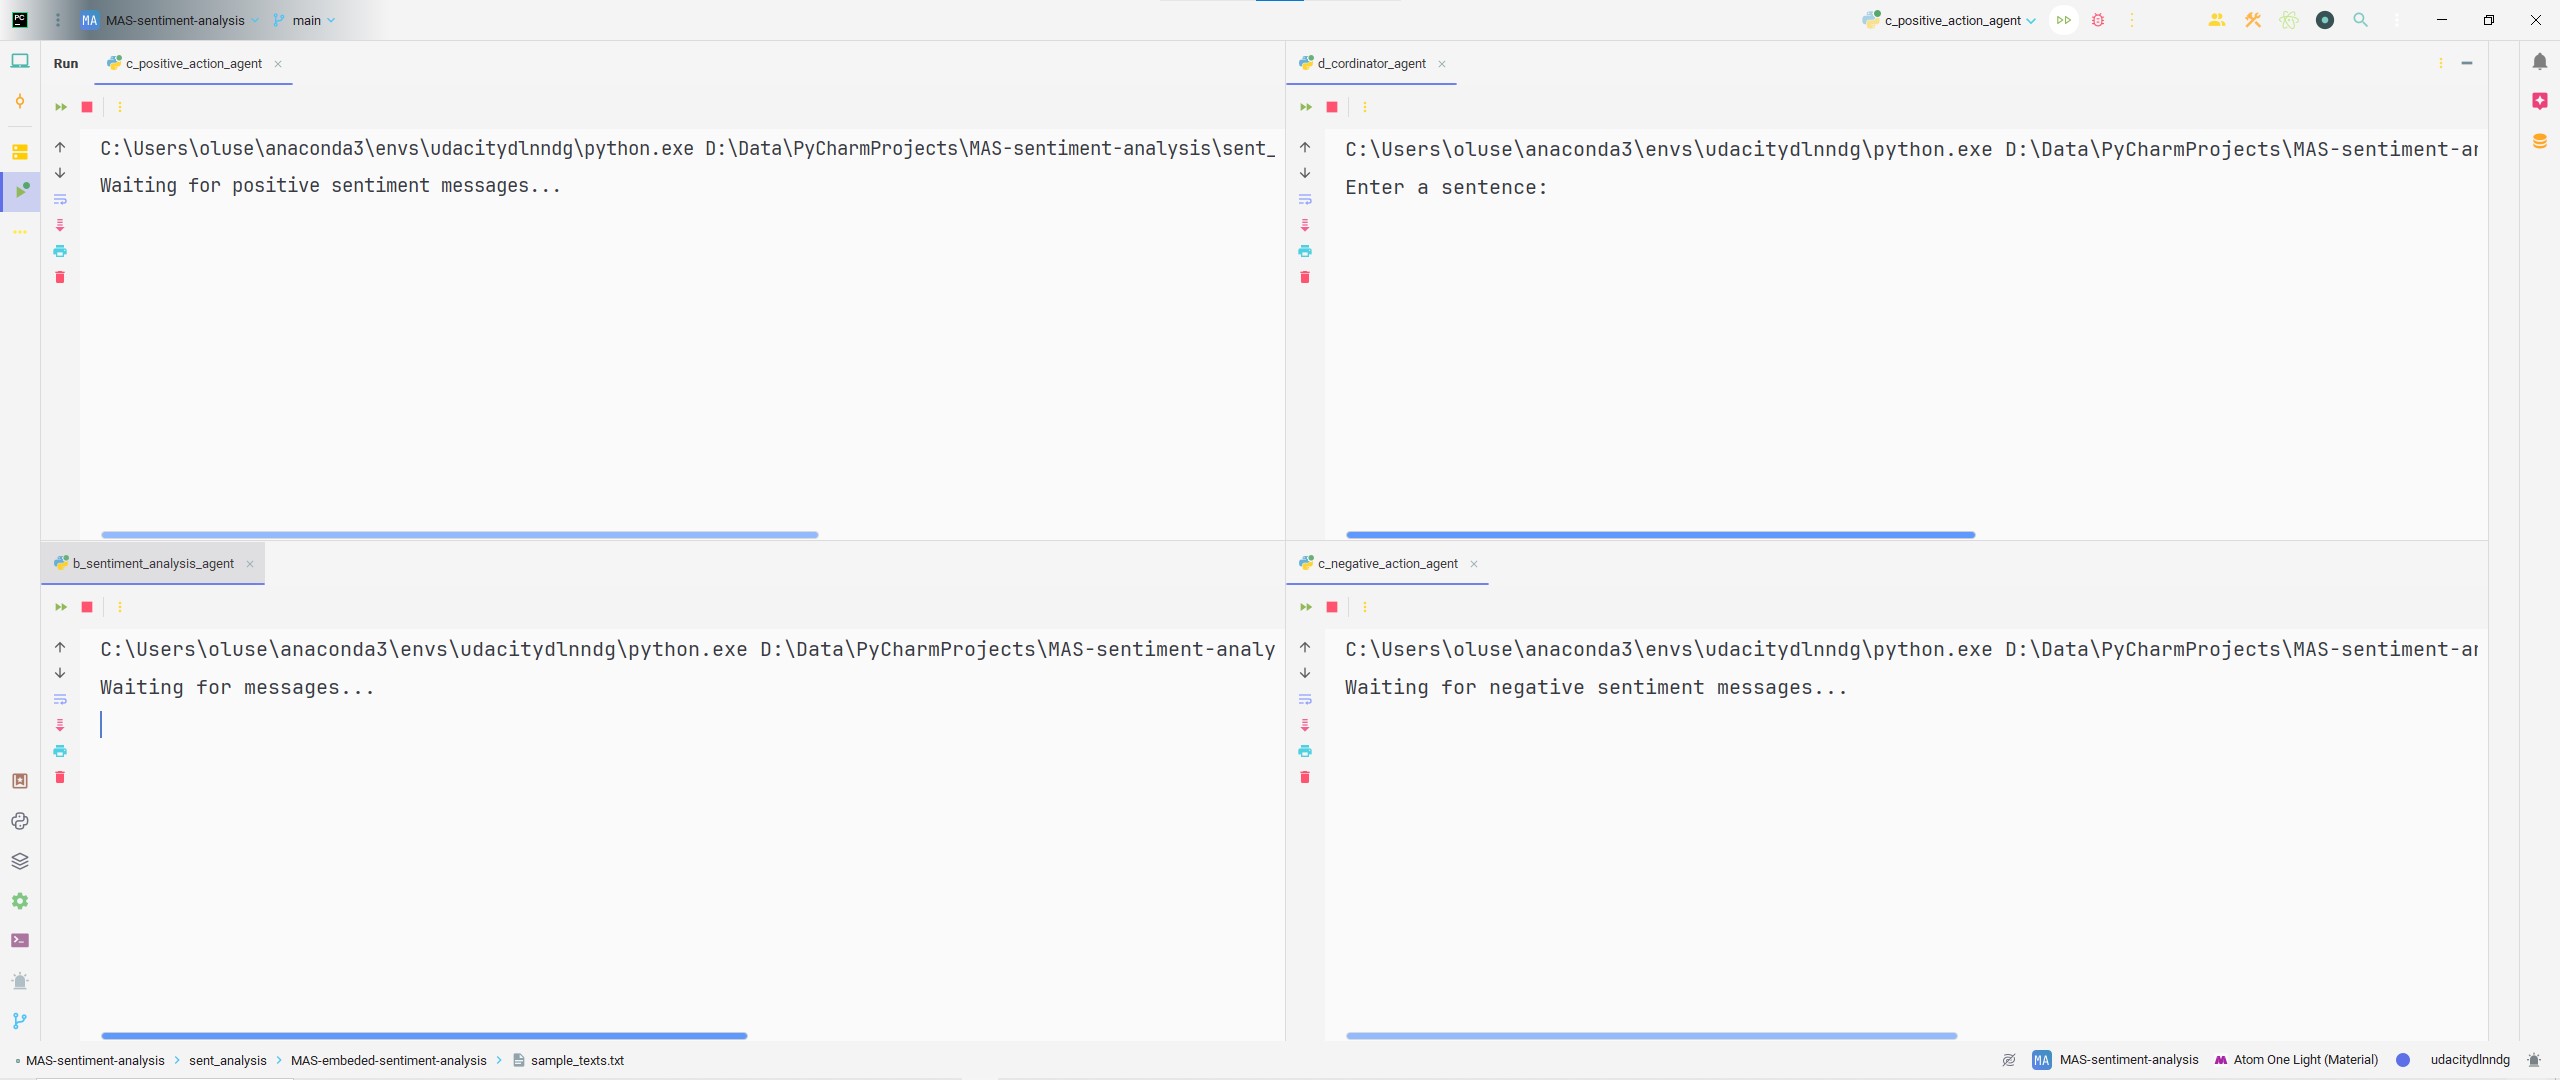 PC
MA MAS-sentiment-analysis main c_positive_action_agent
Run c_positive_action_agent
C:\Users\oluse\anaconda3\envs\udacitydlnndg\python.exe D:\Data\PyCharmProjects\MAS-sentiment-analysis\sent_
Waiting for positive sentiment messages...
d_cordinator_agent
C:\Users\oluse\anaconda3\envs\udacitydlnndg\python.exe D:\Data\PyCharmProjects\MAS-sentiment-an
Enter a sentence:
b_sentiment_analysis_agent
C:\Users\oluse\anaconda3\envs\udacitydlnndg\python.exe D:\Data\PyCharmProjects\MAS-sentiment-analy
Waiting for messages...
c_negative_action_agent
C:\Users\oluse\anaconda3\envs\udacitydlnndg\python.exe D:\Data\PyCharmProjects\MAS-sentiment-an
Waiting for negative sentiment messages...
MAS-sentiment-analysis > sent_analysis > MAS-embeded-sentiment-analysis > sample_texts.txt MA MAS-sentiment-analysis Atom One Light (Material) udacitydlnndg